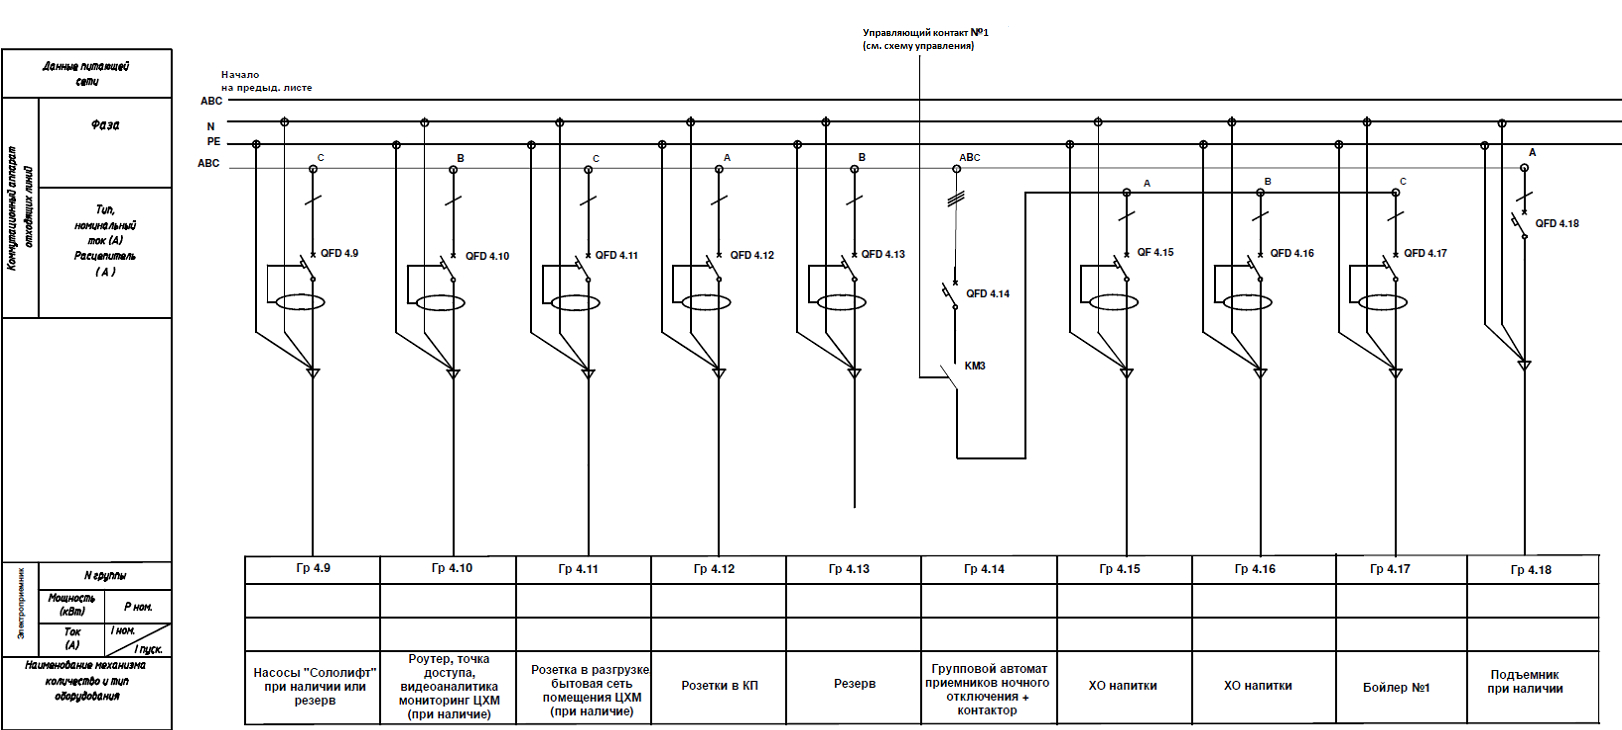 Управляющий контакт №1
(см. схему управления)
Данные питающей
сети
Коммутационный аппарат
отходящих линий
Фаза
Тип,
номинальный
ток (А)
Расцепитель
( А )
Начало
на предыд. листе
ABC
N
PE
ABC
C
B
C
A
B
ABC
A
B
C
A
QFD 4.9
QFD 4.10
QFD 4.11
QFD 4.12
QFD 4.13
QFD 4.14
QF 4.15
QFD 4.16
QFD 4.17
QFD 4.18
КМ3
Электроприемник
N группы
Мощность
(кВт)
Р ном.
Ток
(А)
I ном.
I пуск.
Наименование механизма
количество и тип
оборудования
Гр 4.9
Гр 4.10
Гр 4.11
Гр 4.12
Гр 4.13
Гр 4.14
Гр 4.15
Гр 4.16
Гр 4.17
Гр 4.18
Насосы "Сололифт"
при наличии или
резерв
Роутер, точка
доступа,
видеоаналитика
мониторинг ЦХМ
(при наличие)
Розетка в разгрузке
бытовая сеть
помещения ЦХМ
(при наличие)
Розетки в КП
Резерв
Групповой автомат
приемников ночного
отключения +
контактор
ХО напитки
ХО напитки
Бойлер №1
Подъемник
при наличии